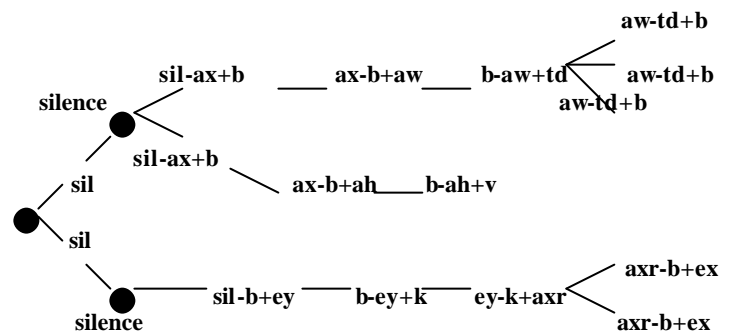 aw-td+b
sil-ax+b ax-b+aw b-aw+td aw-td+b
silence aw-td+b
sil-ax+b
sil ax-b+ah b-ah+v
sil
axr-b+ex
sil-b+ey b-ey+k ey-k+axr
silence axr-b+ex